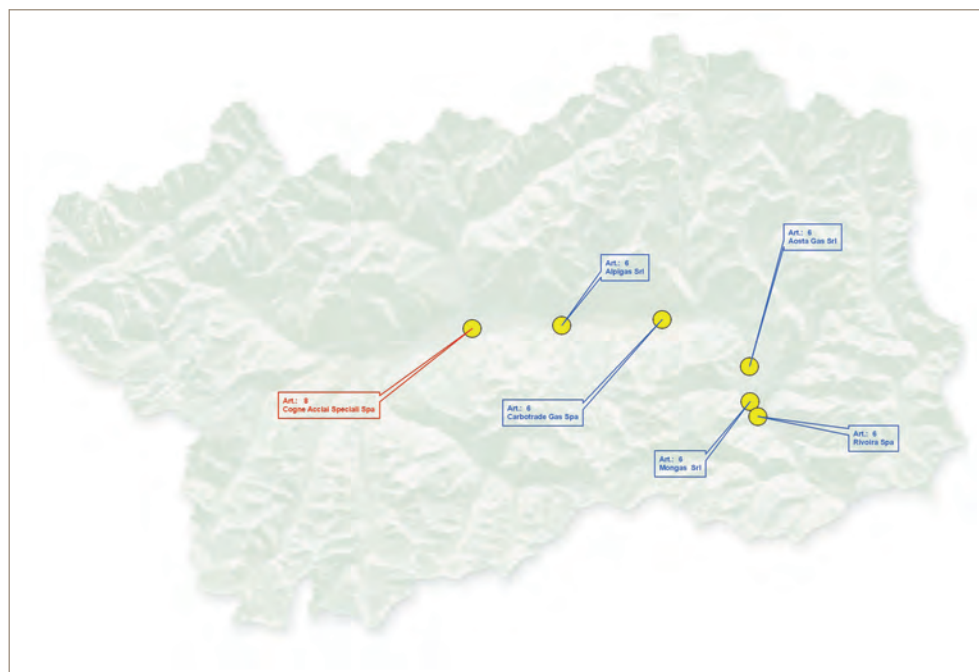 Art.: 6
Aosta Gas Srl
Art.: 6
Alpigas Srl
Art.: 8
Cogne Acciai Speciali Spa
Art.: 6
Carbotrade Gas Spa
Art.: 6
Rivoira Spa
Art.: 6
Mongas Srl